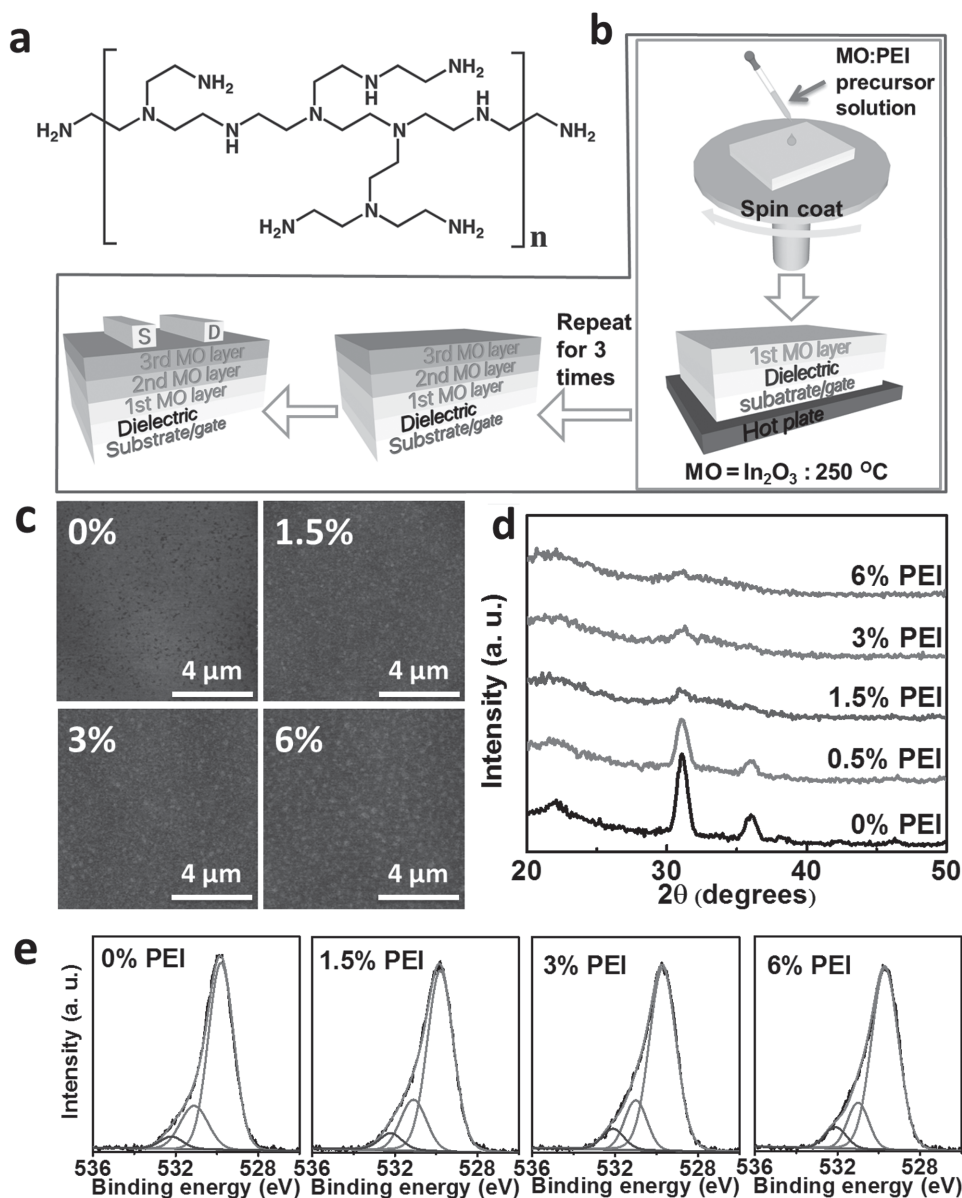 a
NH2
NH2
N
H
H
N
N
N
H2N
N
H
N
NH2
N
H2N
NH2
n
b
MO:PEI
precursor
solution
Spin coat
S
D
3rd MO layer
2nd MO layer
1st MO layer
Dielectric
Substrate/gate
3rd MO layer
2nd MO layer
1st MO layer
Dielectric
Substrate/gate
Repeat
for 3
times
1st MO layer
Dielectric
subatrate/gate
Hot plate
MO = In2O3 : 250 °C
c
0%
4 µm
1.5%
4 µm
3%
4 µm
6%
4 µm
d
Intensity (a. u.)
6% PEI
3% PEI
1.5% PEI
0.5% PEI
0% PEI
20
30
40
50
2θ (degrees)
e
Intensity (a. u.)
0% PEI
536
532
528
Binding energy (eV)
1.5% PEI
536
532
528
Binding energy (eV)
3% PEI
536
532
528
Binding energy (eV)
6% PEI
536
532
528
Binding energy (eV)